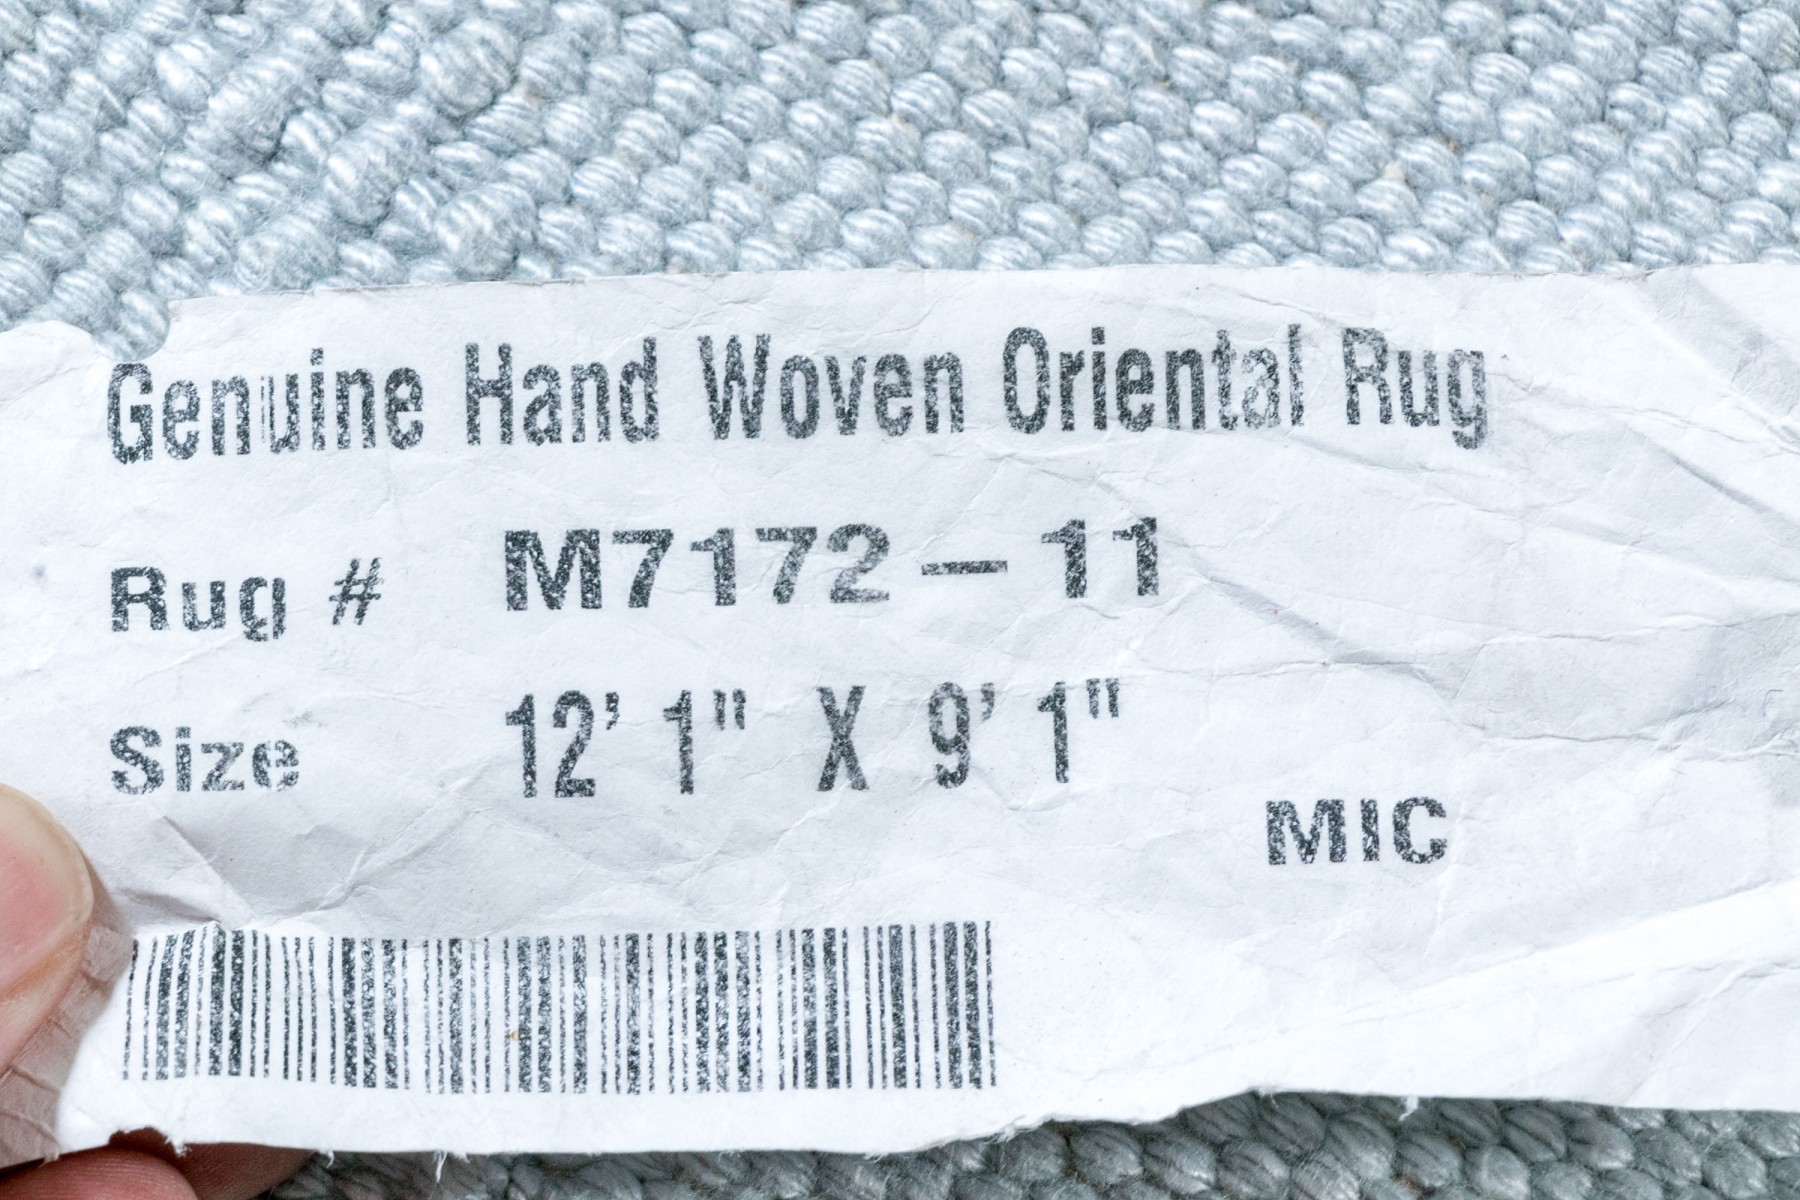 Genuine Hand Woven Oriental Rug
Rug # M7172-11
Size 12' 1" X 9' 1"
MIC